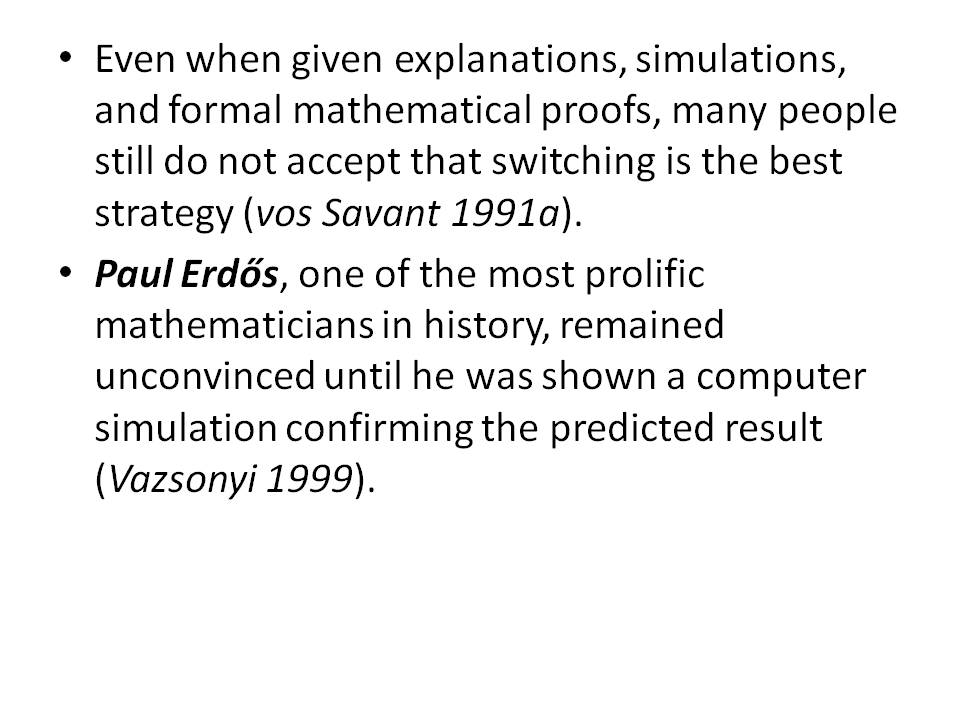 • Even when given explanations, simulations,
and formal mathematical proofs, many people
still do not accept that switching is the best
strategy (vos Savant 1991a).
• Paul Erdős, one of the most prolific
mathematicians in history, remained
unconvinced until he was shown a computer
simulation confirming the predicted result
(Vazsonyi 1999).